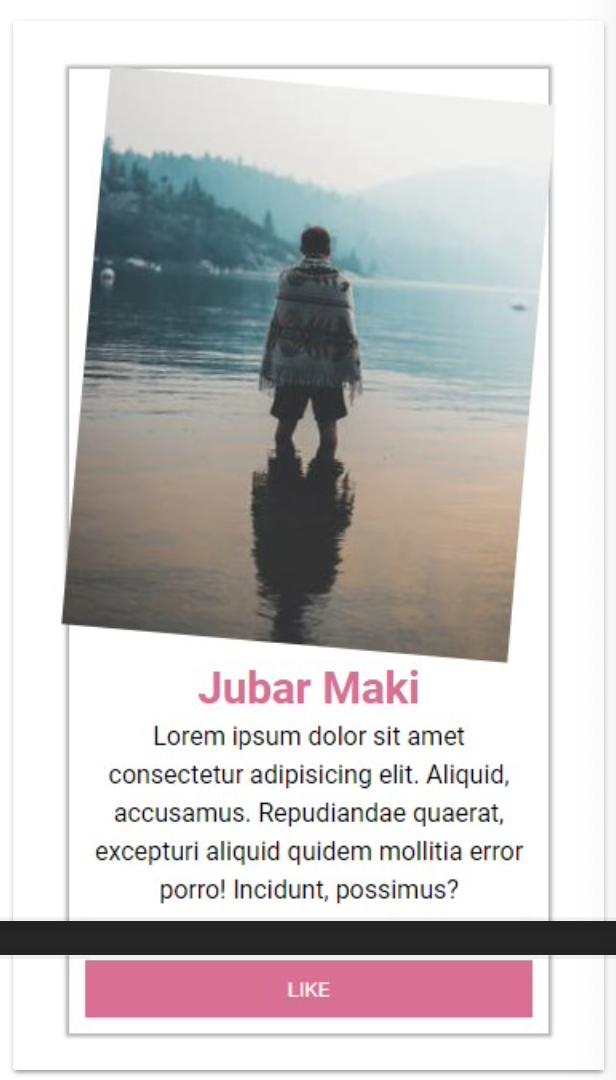 Jubar Maki
Lorem ipsum dolor sit amet
consectetur adipisicing elit. Aliquid,
accusamus. Repudiandae quaerat,
excepturi aliquid quidem mollitia error
porro! Incidunt, possimus?
LIKE